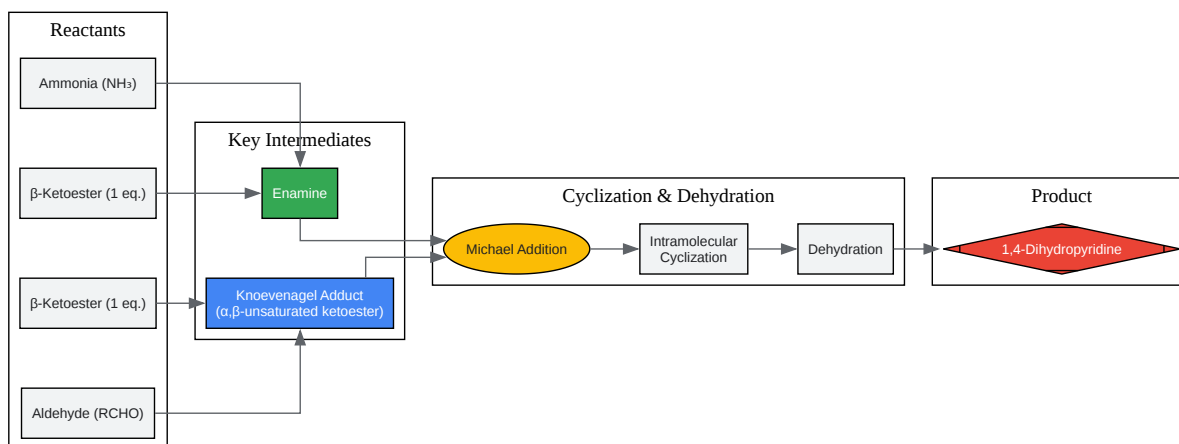 Reactants
Ammonia (NH₃)
β-Ketoester (1 eq.)
β-Ketoester (1 eq.)
Aldehyde (RCHO)
Key Intermediates
Enamine
Knoevenagel Adduct
(α,β-unsaturated ketoester)
Cyclization & Dehydration
Michael Addition
Intramolecular
Cyclization
Dehydration
Product
1,4-Dihydropyridine